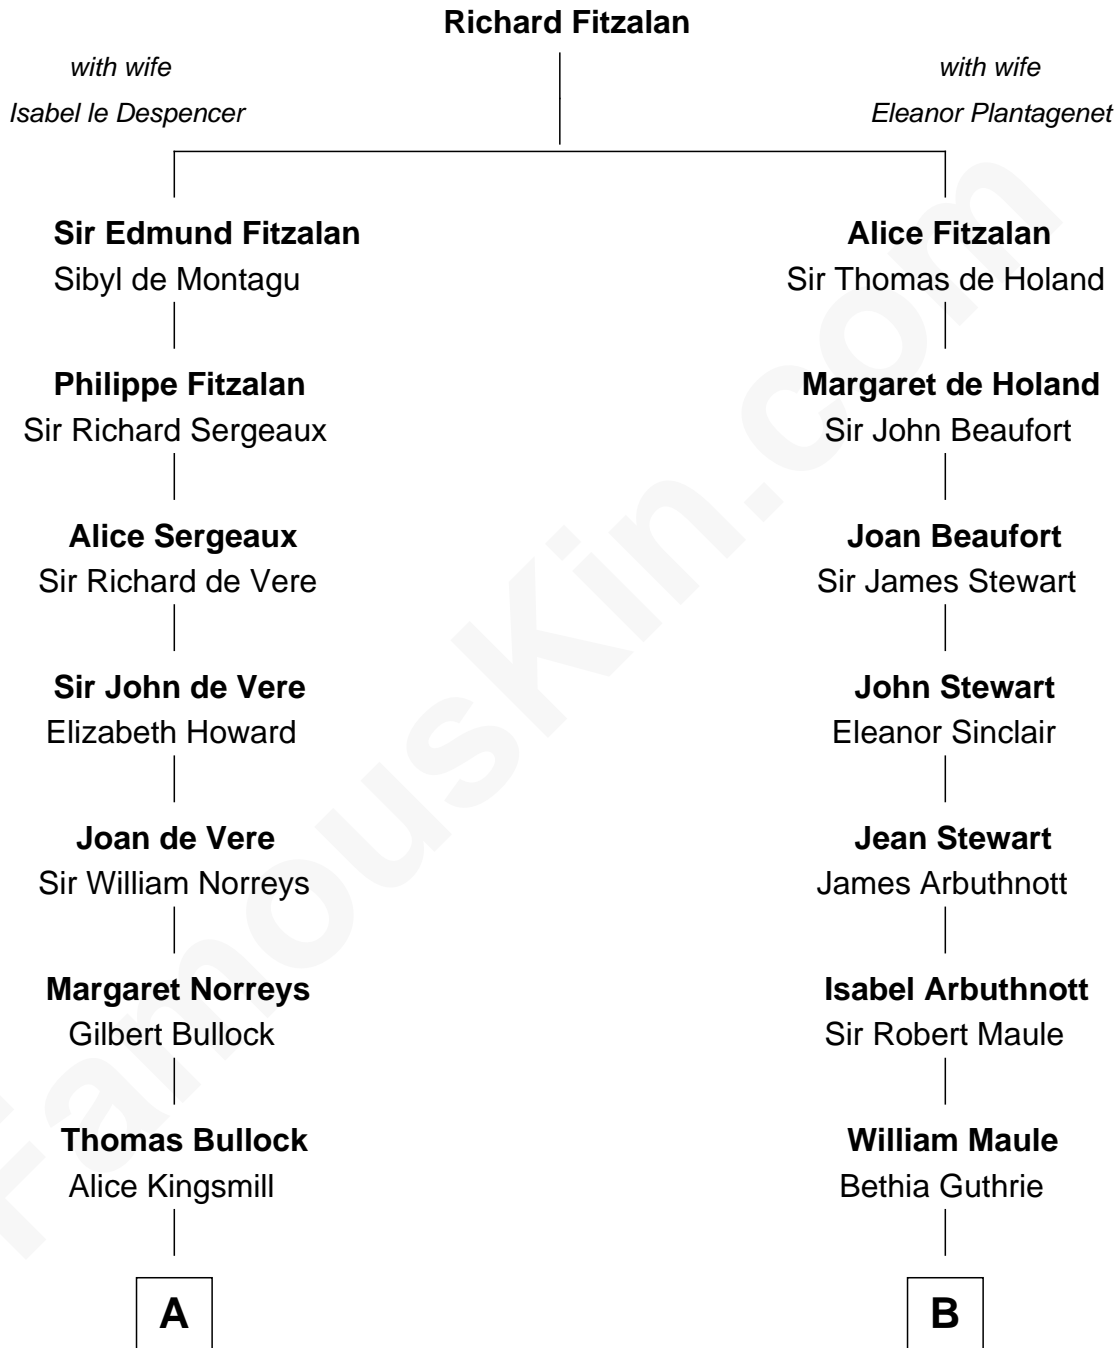 Richard Fitzalan
with wife
Isabel le Despencer
with wife
Eleanor Plantagenet
Sir Edmund Fitzalan
Sibyl de Montagu
Philippe Fitzalan
Sir Richard Sergeaux
Alice Sergeaux
Sir Richard de Vere
Sir John de Vere
Elizabeth Howard
Joan de Vere
Sir William Norreys
Margaret Norreys
Gilbert Bullock
Thomas Bullock
Alice Kingsmill
A
Alice Fitzalan
Sir Thomas de Holand
Margaret de Holand
Sir John Beaufort
Joan Beaufort
Sir James Stewart
John Stewart
Eleanor Sinclair
Jean Stewart
James Arbuthnott
Isabel Arbuthnott
Sir Robert Maule
William Maule
Bethia Guthrie
B
FamousKin.com